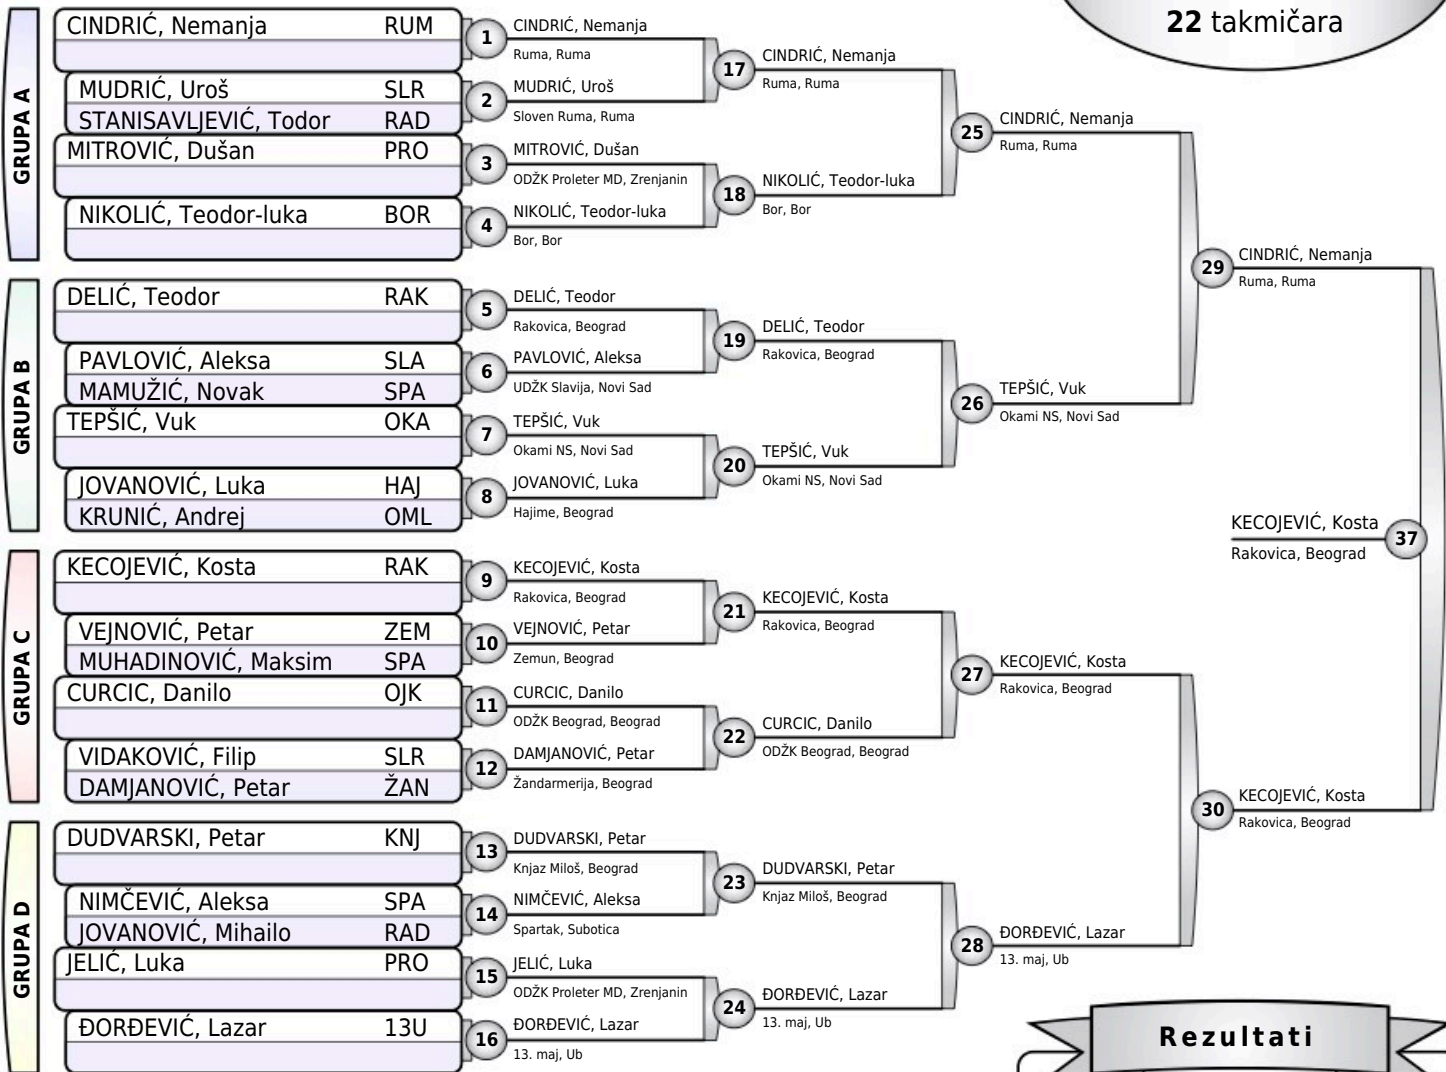 22 takmičara
GRUPA A
CINDRIĆ, Nemanja RUM
MUDRIĆ, Uroš SLR
STANISAVLJEVIĆ, Todor RAD
MITROVIĆ, Dušan PRO
NIKOLIĆ, Teodor-luka BOR
GRUPA B
DELIĆ, Teodor RAK
PAVLOVIĆ, Aleksa SLA
MAMUŽIĆ, Novak SPA
TEPŠIĆ, Vuk OKA
JOVANOVIĆ, Luka HAJ
KRUNIĆ, Andrej OML
GRUPA C
KECOJEVIĆ, Kosta RAK
VEJNOVIĆ, Petar ZEM
MUHADINOVIĆ, Maksim SPA
CURCIC, Danilo OJK
VIDAKOVIĆ, Filip SLR
DAMJANOVIĆ, Petar ŽAN
GRUPA D
DUDVARSKI, Petar KNJ
NIMČEVIĆ, Aleksa SPA
JOVANOVIĆ, Mihailo RAD
JELIĆ, Luka PRO
ĐORĐEVIĆ, Lazar 13U
1 CINDRIĆ, Nemanja
Ruma, Ruma
2 MUDRIĆ, Uroš
Sloven Ruma, Ruma
3 MITROVIĆ, Dušan
ODŽK Proleter MD, Zrenjanin
4 NIKOLIĆ, Teodor-luka
Bor, Bor
5 DELIĆ, Teodor
Rakovica, Beograd
6 PAVLOVIĆ, Aleksa
UDŽK Slavija, Novi Sad
7 TEPŠIĆ, Vuk
Okami NS, Novi Sad
8 JOVANOVIĆ, Luka
Hajime, Beograd
9 KECOJEVIĆ, Kosta
Rakovica, Beograd
10 VEJNOVIĆ, Petar
Zemun, Beograd
11 CURCIC, Danilo
ODŽK Beograd, Beograd
12 DAMJANOVIĆ, Petar
Žandarmerija, Beograd
13 DUDVARSKI, Petar
Knjaz Miloš, Beograd
14 NIMČEVIĆ, Aleksa
Spartak, Subotica
15 JELIĆ, Luka
ODŽK Proleter MD, Zrenjanin
16 ĐORĐEVIĆ, Lazar
13. maj, Ub
17 CINDRIĆ, Nemanja
Ruma, Ruma
18 NIKOLIĆ, Teodor-luka
Bor, Bor
19 DELIĆ, Teodor
Rakovica, Beograd
20 TEPŠIĆ, Vuk
Okami NS, Novi Sad
21 KECOJEVIĆ, Kosta
Rakovica, Beograd
22 CURCIC, Danilo
ODŽK Beograd, Beograd
23 DUDVARSKI, Petar
Knjaz Miloš, Beograd
24 ĐORĐEVIĆ, Lazar
13. maj, Ub
25 CINDRIĆ, Nemanja
Ruma, Ruma
26 TEPŠIĆ, Vuk
Okami NS, Novi Sad
27 KECOJEVIĆ, Kosta
Rakovica, Beograd
28 ĐORĐEVIĆ, Lazar
13. maj, Ub
29 CINDRIĆ, Nemanja
Ruma, Ruma
30 KECOJEVIĆ, Kosta
Rakovica, Beograd
KECOJEVIĆ, Kosta 37
Rakovica, Beograd
Rezultati